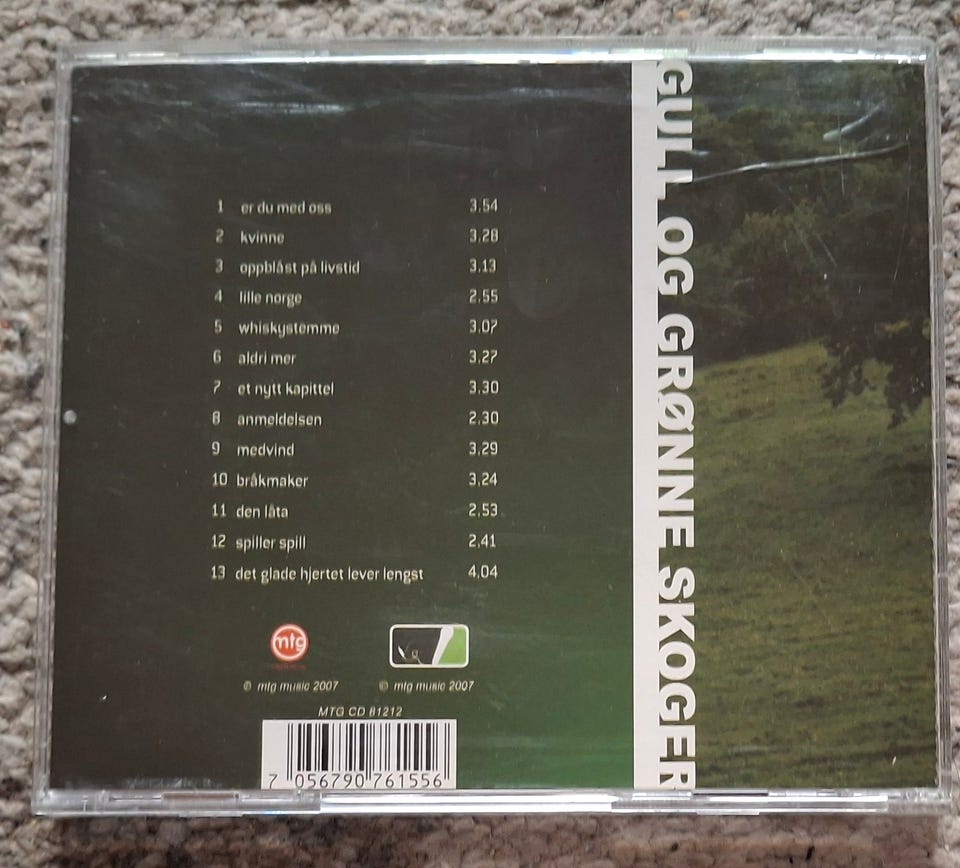 1 er du med oss 3.54
2 kvinne 3.28
3 oppblåst på livstid 3.13
4 lille norge 2.55
5 whiskystemme 3.07
6 aldri mer 3.27
7 et nytt kapittel 3.30
8 anmeldelsen 2.30
9 medvind 3.29
10 bråkmaker 3.24
11 den låta 2.53
12 spiller spill 2.41
13 det glade hjertet lever lengst 4.04
mtg
℗ mtg music 2007 © mtg music 2007
MTG CD 81212
7 056790 761556
GULL OG GRØNNE SKOGER